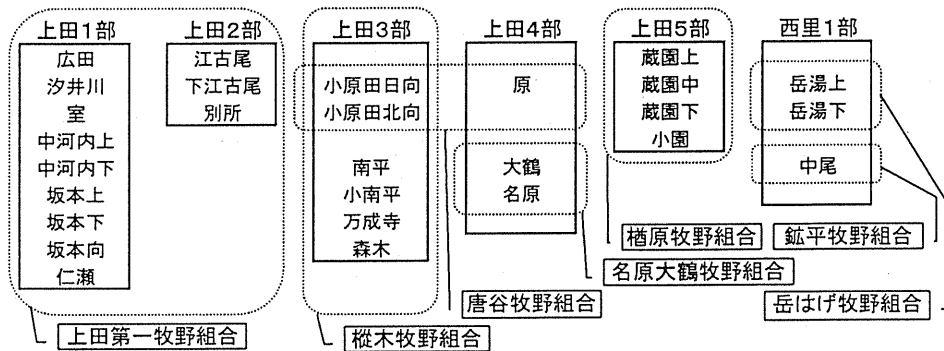 上田1部
広田
汐井川
室
中河内上
中河内下
坂本上
坂本下
坂本向
仁瀬
上田2部
江古尾
下江古尾
別所
上田3部
小原田日向
小原田北向
南平
小南平
万成寺
森木
上田4部
原
大鶴
名原
上田5部
蔵園上
蔵園中
蔵園下
小園
西里1部
岳湯上
岳湯下
中尾
楢原牧野組合
鉱平牧野組合
名原大鶴牧野組合
唐谷牧野組合
岳はげ牧野組合
上田第一牧野組合
樅木牧野組合